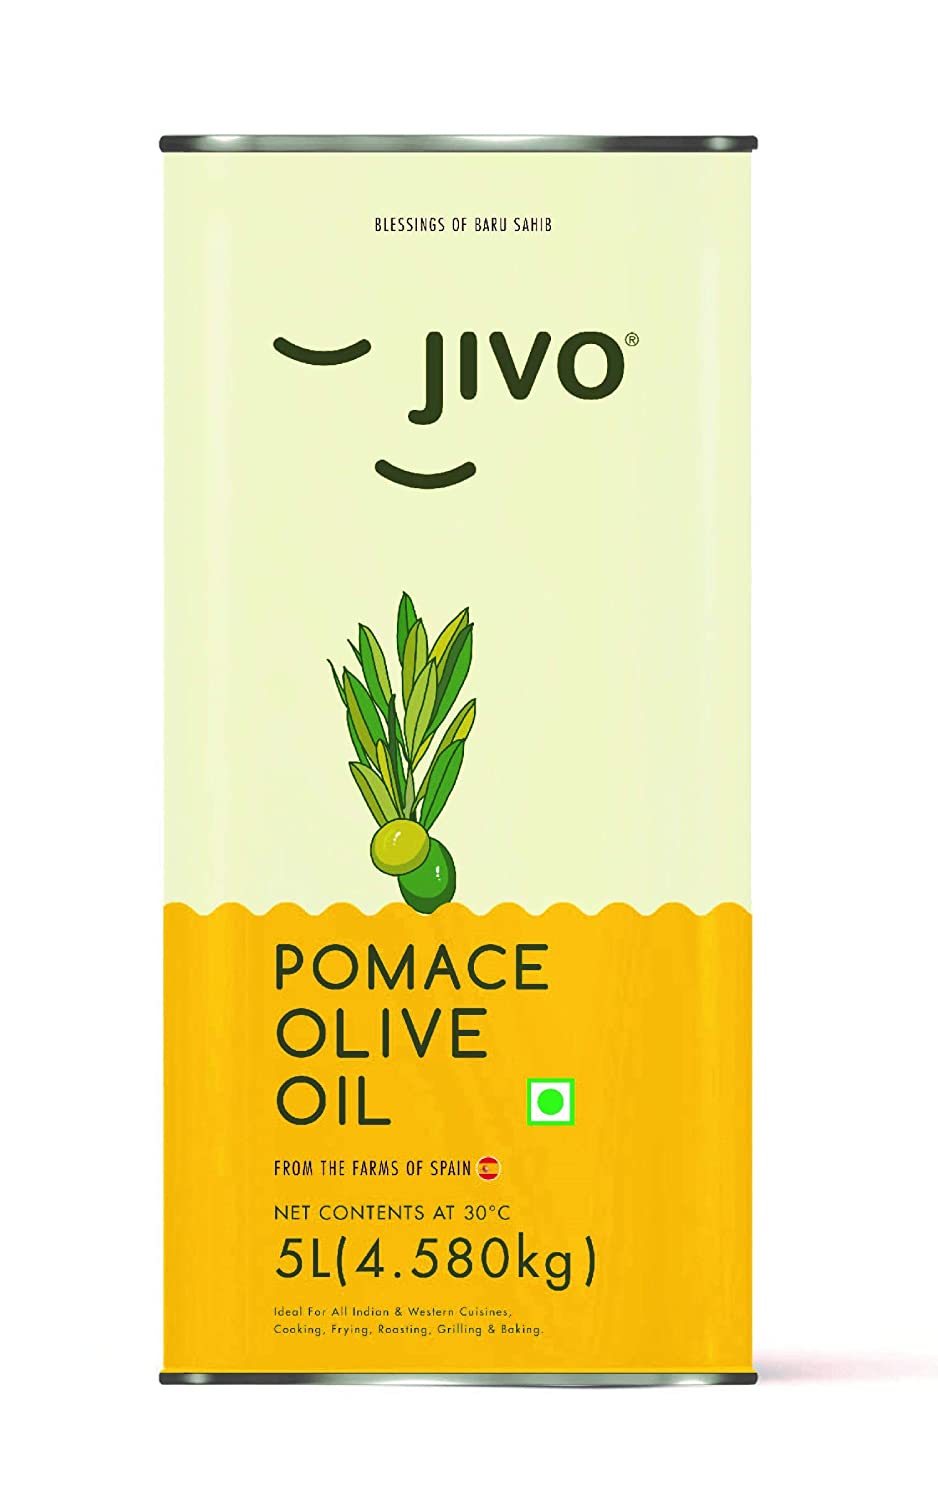 BLESSINGS OF BARU SAHIB
JIVO®
POMACE
OLIVE
OIL
FROM THE FARMS OF SPAIN
NET CONTENTS AT 30°C
5L(4.580kg)
Ideal For All Indian & Western Cuisines,
Cooking, Frying, Roasting, Grilling & Baking.